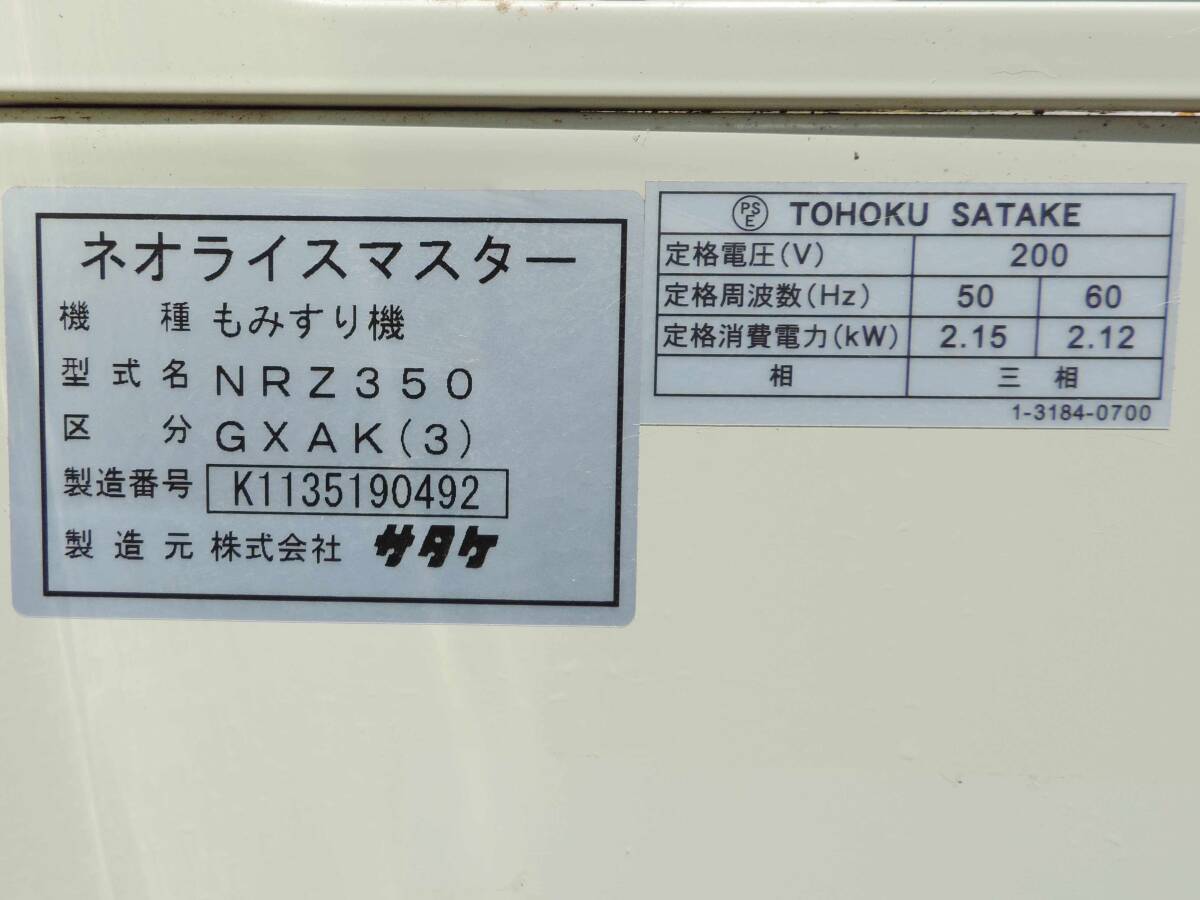 ネオライスマスター
機種 もみすり機
型式名 NRZ350
区分 GXAK(3)
製造番号 K1135190492
製造元 株式会社 サタケ
PSE TOHOKU SATAKE
定格電圧(V) 200
定格周波数(Hz) 50 60
定格消費電力(kW) 2.15 2.12
相 三相
1-3184-0700